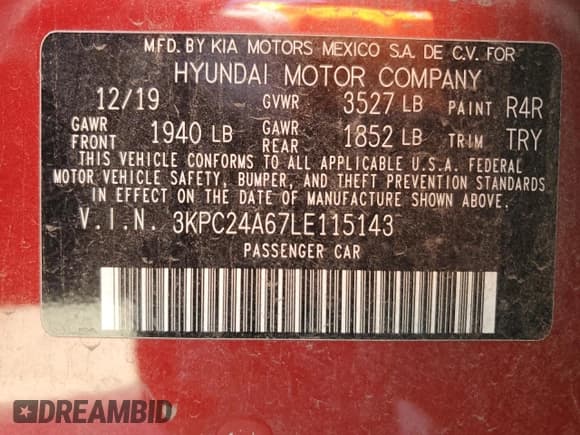 MFD. BY KIA MOTORS MEXICO S.A. DE C.V. FOR
HYUNDAI MOTOR COMPANY
12/19 GVWR 3527 LB PAINT R4R
GAWR FRONT 1940 LB GAWR REAR 1852 LB TRIM TRY
THIS VEHICLE CONFORMS TO ALL APPLICABLE U.S.A. FEDERAL
MOTOR VEHICLE SAFETY, BUMPER, AND THEFT PREVENTION STANDARDS
IN EFFECT ON THE DATE OF MANUFACTURE SHOWN ABOVE.
V.I.N. 3KPC24A67LE115143
PASSENGER CAR
DREAMBID